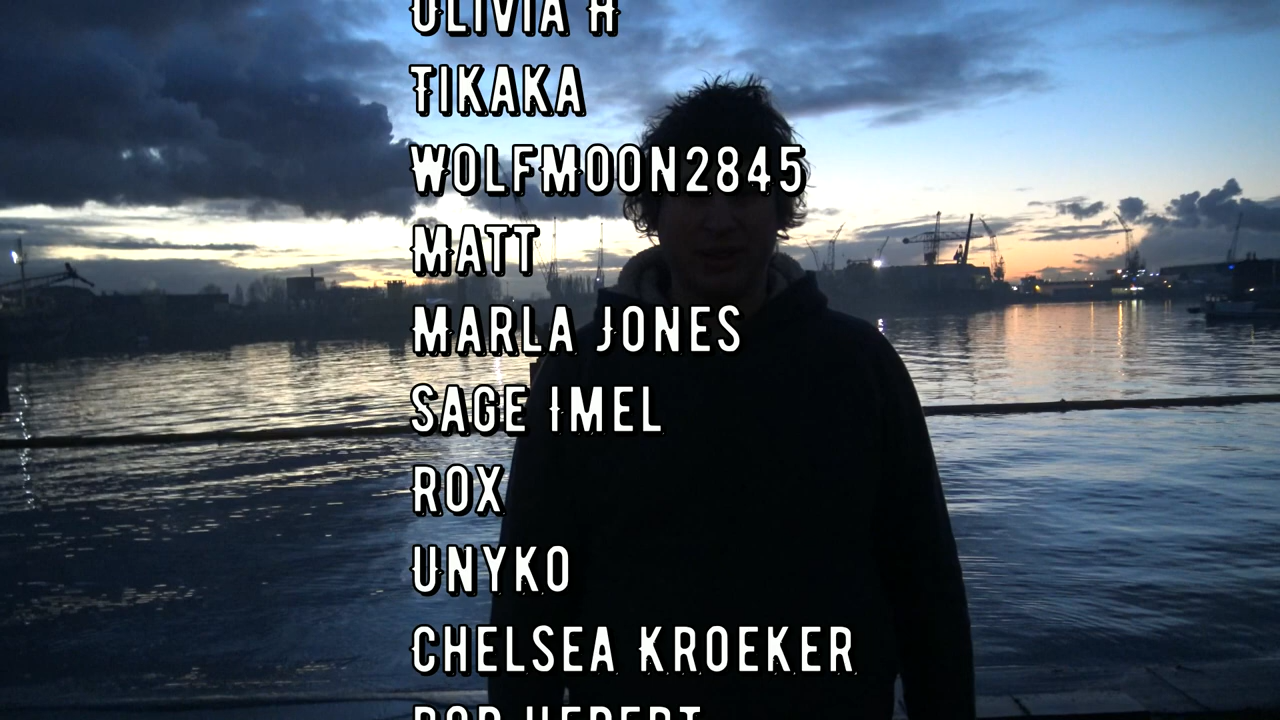 OLIVIA H
TIKAKA
WOLFMOON2845
MATT
MARLA JONES
SAGE IMEL
ROX
UNYKO
CHELSEA KROEKER